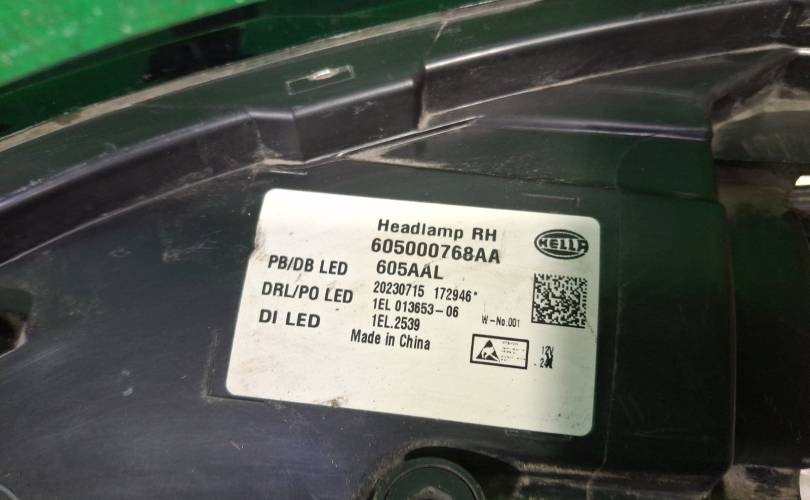 Headlamp RH
605000768AA
HELLA
PB/DB LED 605AAL
DRL/PO LED 20230715 172946*
1EL 013653-06
DI LED 1EL.2539
W-No.001
Made in China
12V